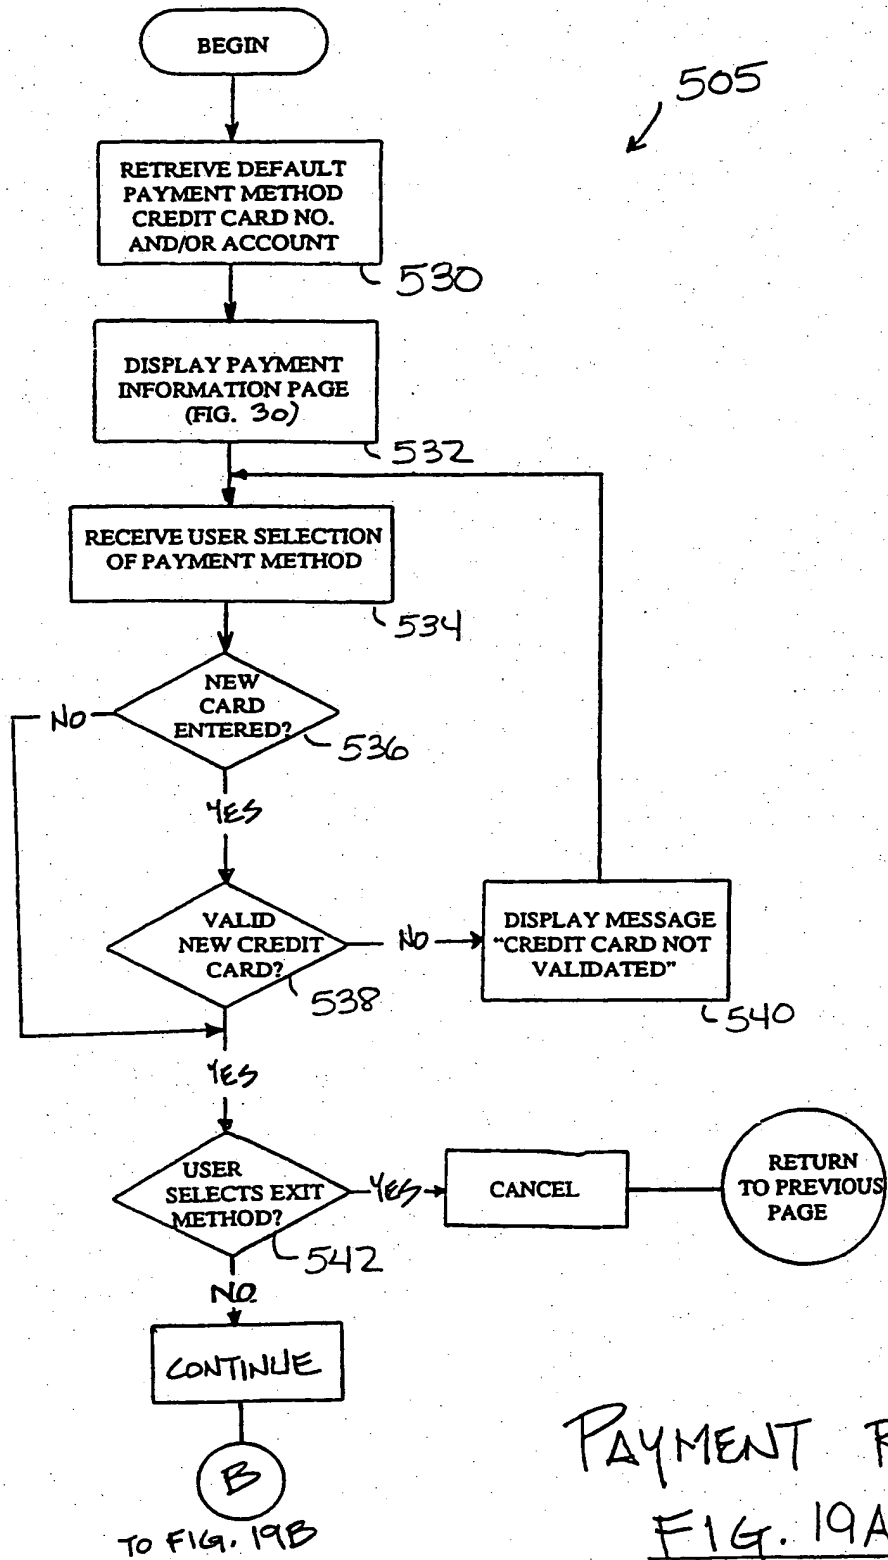 BEGIN
505
RETREIVE DEFAULT
PAYMENT METHOD
CREDIT CARD NO.
AND/OR ACCOUNT
530
DISPLAY PAYMENT
INFORMATION PAGE
(FIG. 30)
532
RECEIVE USER SELECTION
OF PAYMENT METHOD
534
NEW
CARD
ENTERED?
NO
536
YES
VALID
NEW CREDIT
CARD?
NO
538
DISPLAY MESSAGE
"CREDIT CARD NOT
VALIDATED"
540
YES
USER
SELECTS EXIT
METHOD?
YES
542
CANCEL
RETURN
TO PREVIOUS
PAGE
NO
CONTINUE
B
TO FIG. 19B
PAYMENT
FIG. 19A